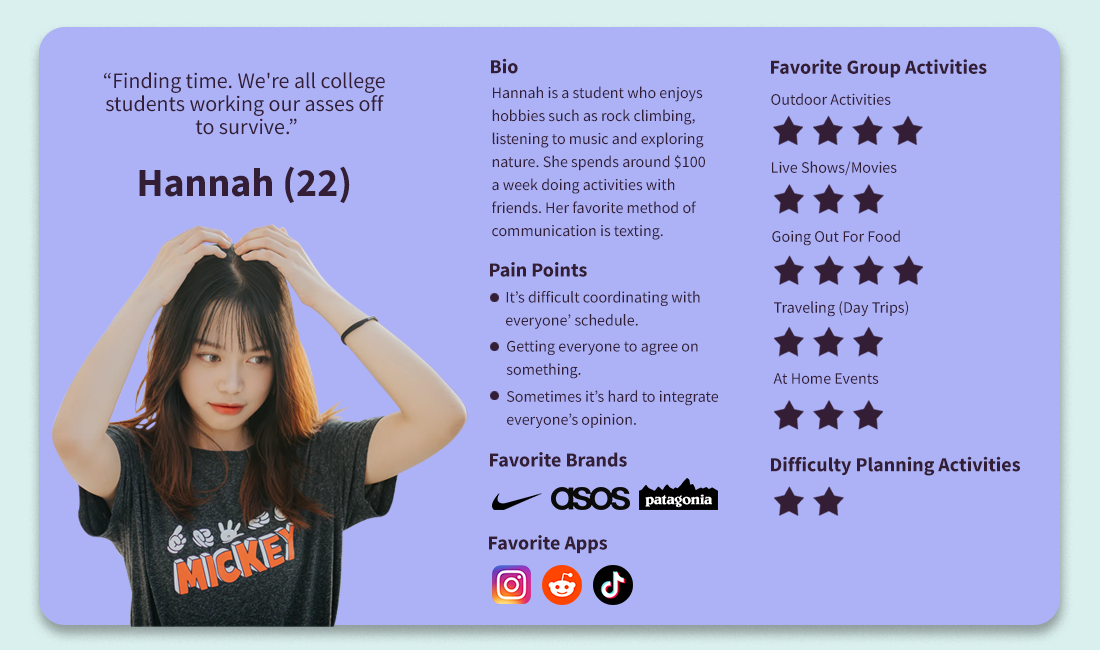 “Finding time. We're all college
students working our asses off
to survive.”
Hannah (22)
MICKEY
Bio
Hannah is a student who enjoys
hobbies such as rock climbing,
listening to music and exploring
nature. She spends around $100
a week doing activities with
friends. Her favorite method of
communication is texting.
Pain Points
It’s difficult coordinating with
everyone’ schedule.
Getting everyone to agree on
something.
Sometimes it’s hard to integrate
everyone’s opinion.
Favorite Brands
asos patagonia
Favorite Apps
Favorite Group Activities
Outdoor Activities
Live Shows/Movies
Going Out For Food
Traveling (Day Trips)
At Home Events
Difficulty Planning Activities